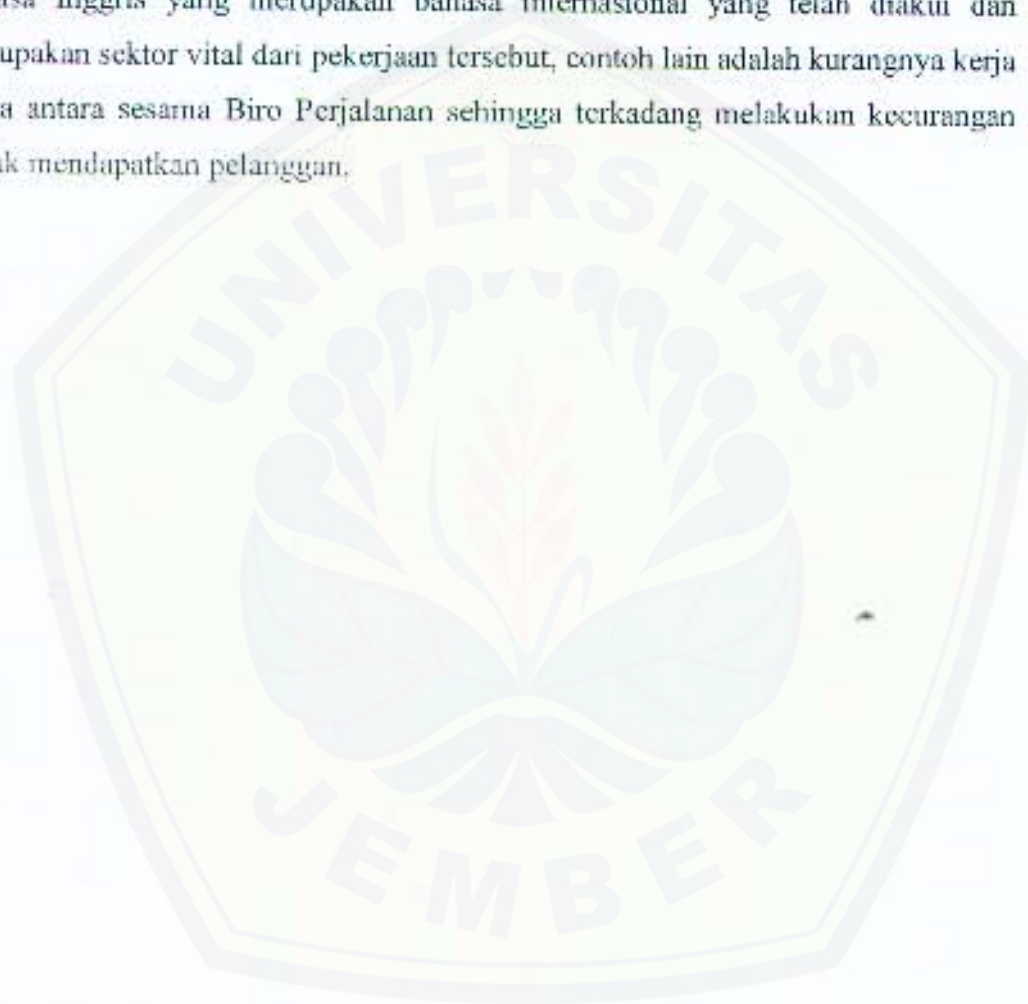 sa Inggris yang merupakan bahasa internasional yang telah diakui dan
upakan sektor vital dari pekerjaan tersebut, contoh lain adalah kurangnya kerja
a antara sesama Biro Perjalanan sehingga terkadang melakukan kecurangan
k mendapatkan pelanggan.
UNIVERSITAS
JEMBER